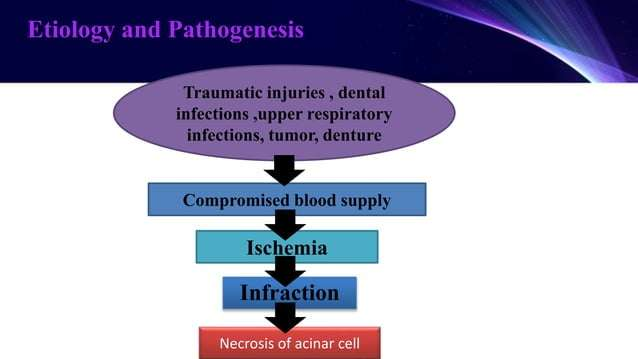 Etiology and Pathogenesis
Traumatic injuries , dental
infections ,upper respiratory
infections, tumor, denture
Compromised blood supply
Ischemia
Infraction
Necrosis of acinar cell